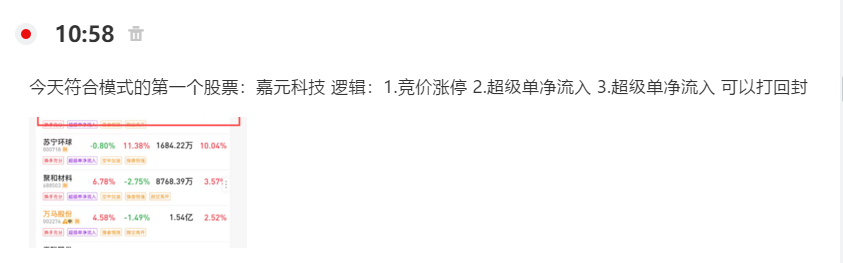 10:58
今天符合模式的第一个股票：嘉元科技 逻辑：1.竞价涨停 2.超级单净流入 3.超级单净流入 可以打回封
苏宁环球 -0.80% 11.38% 1684.22万 10.04%
000718
聚和材料 6.78% -2.75% 8768.39万 3.57%
688503
万马股份 4.58% -1.49% 1.54亿 2.52%
002276